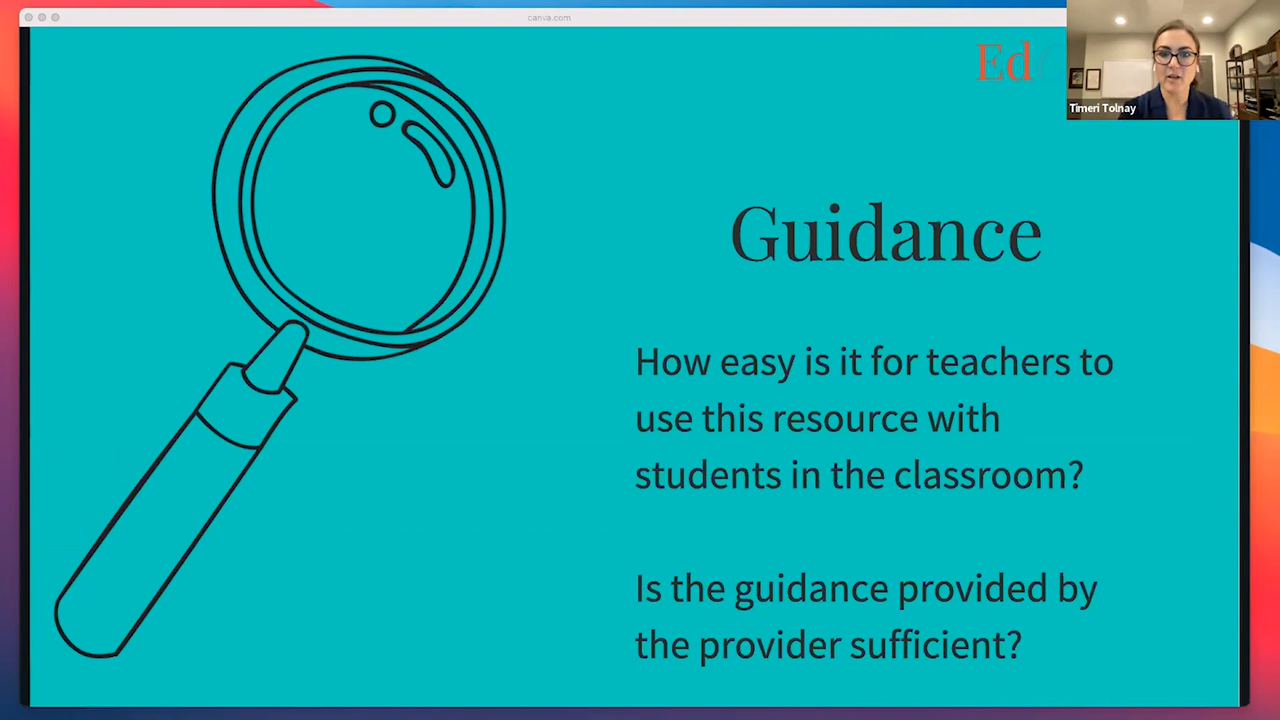 canva.com
Ed
Timeri Tolnay
Guidance
How easy is it for teachers to
use this resource with
students in the classroom?
Is the guidance provided by
the provider sufficient?